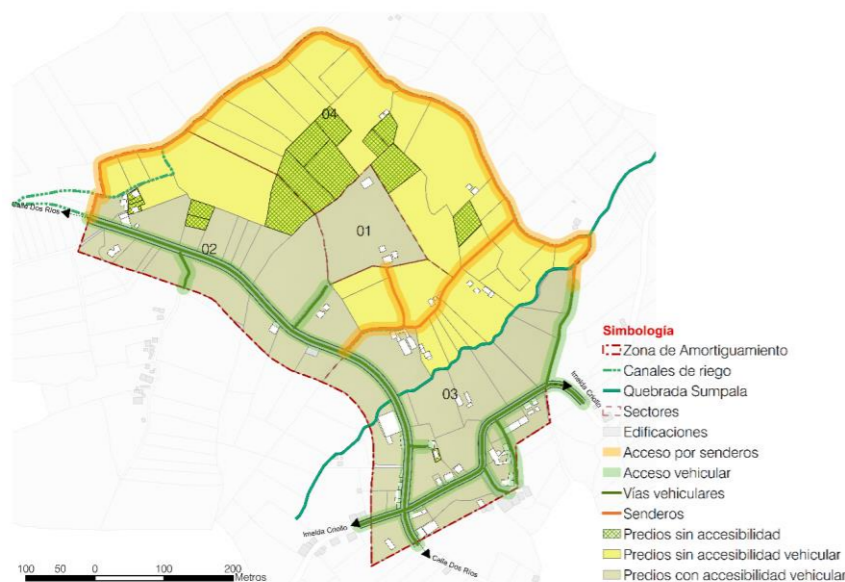 04
Calla Dos Ríos
01
02
Simbología
Zona de Amortiguamiento
Canales de riego
Quebrada Sumpala
03
Imelda Criollo
Sectores
Edificaciones
Acceso por senderos
Acceso vehicular
Vías vehiculares
Senderos
Imelda Criollo
Predios sin accesibilidad
Predios sin accesibilidad vehicular
Calla Dos Ríos
100 50 0 100 200
Metros
Predios con accesibilidad vehicular